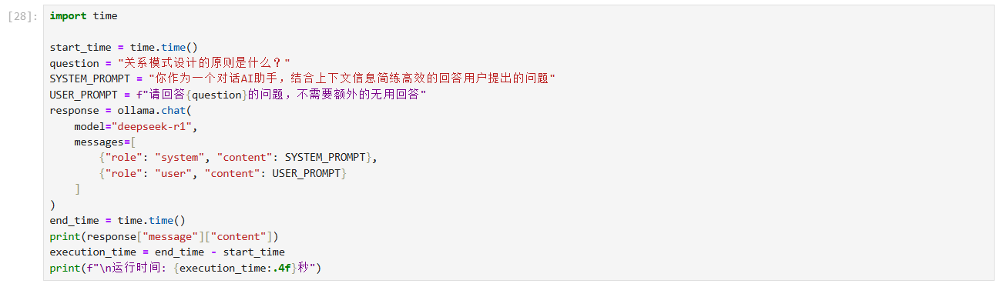 [28]: import time
start_time = time.time()
question = "关系模式设计的原则是什么？"
SYSTEM_PROMPT = "你作为一个对话AI助手，结合上下文信息简练高效的回答用户提出的问题"
USER_PROMPT = f"请回答{question}的问题，不需要额外的无用回答"
response = ollama.chat(
    model="deepseek-r1",
    messages=[
        {"role": "system", "content": SYSTEM_PROMPT},
        {"role": "user", "content": USER_PROMPT}
    ]
)
end_time = time.time()
print(response["message"]["content"])
execution_time = end_time - start_time
print(f"\n运行时间: {execution_time:.4f}秒")